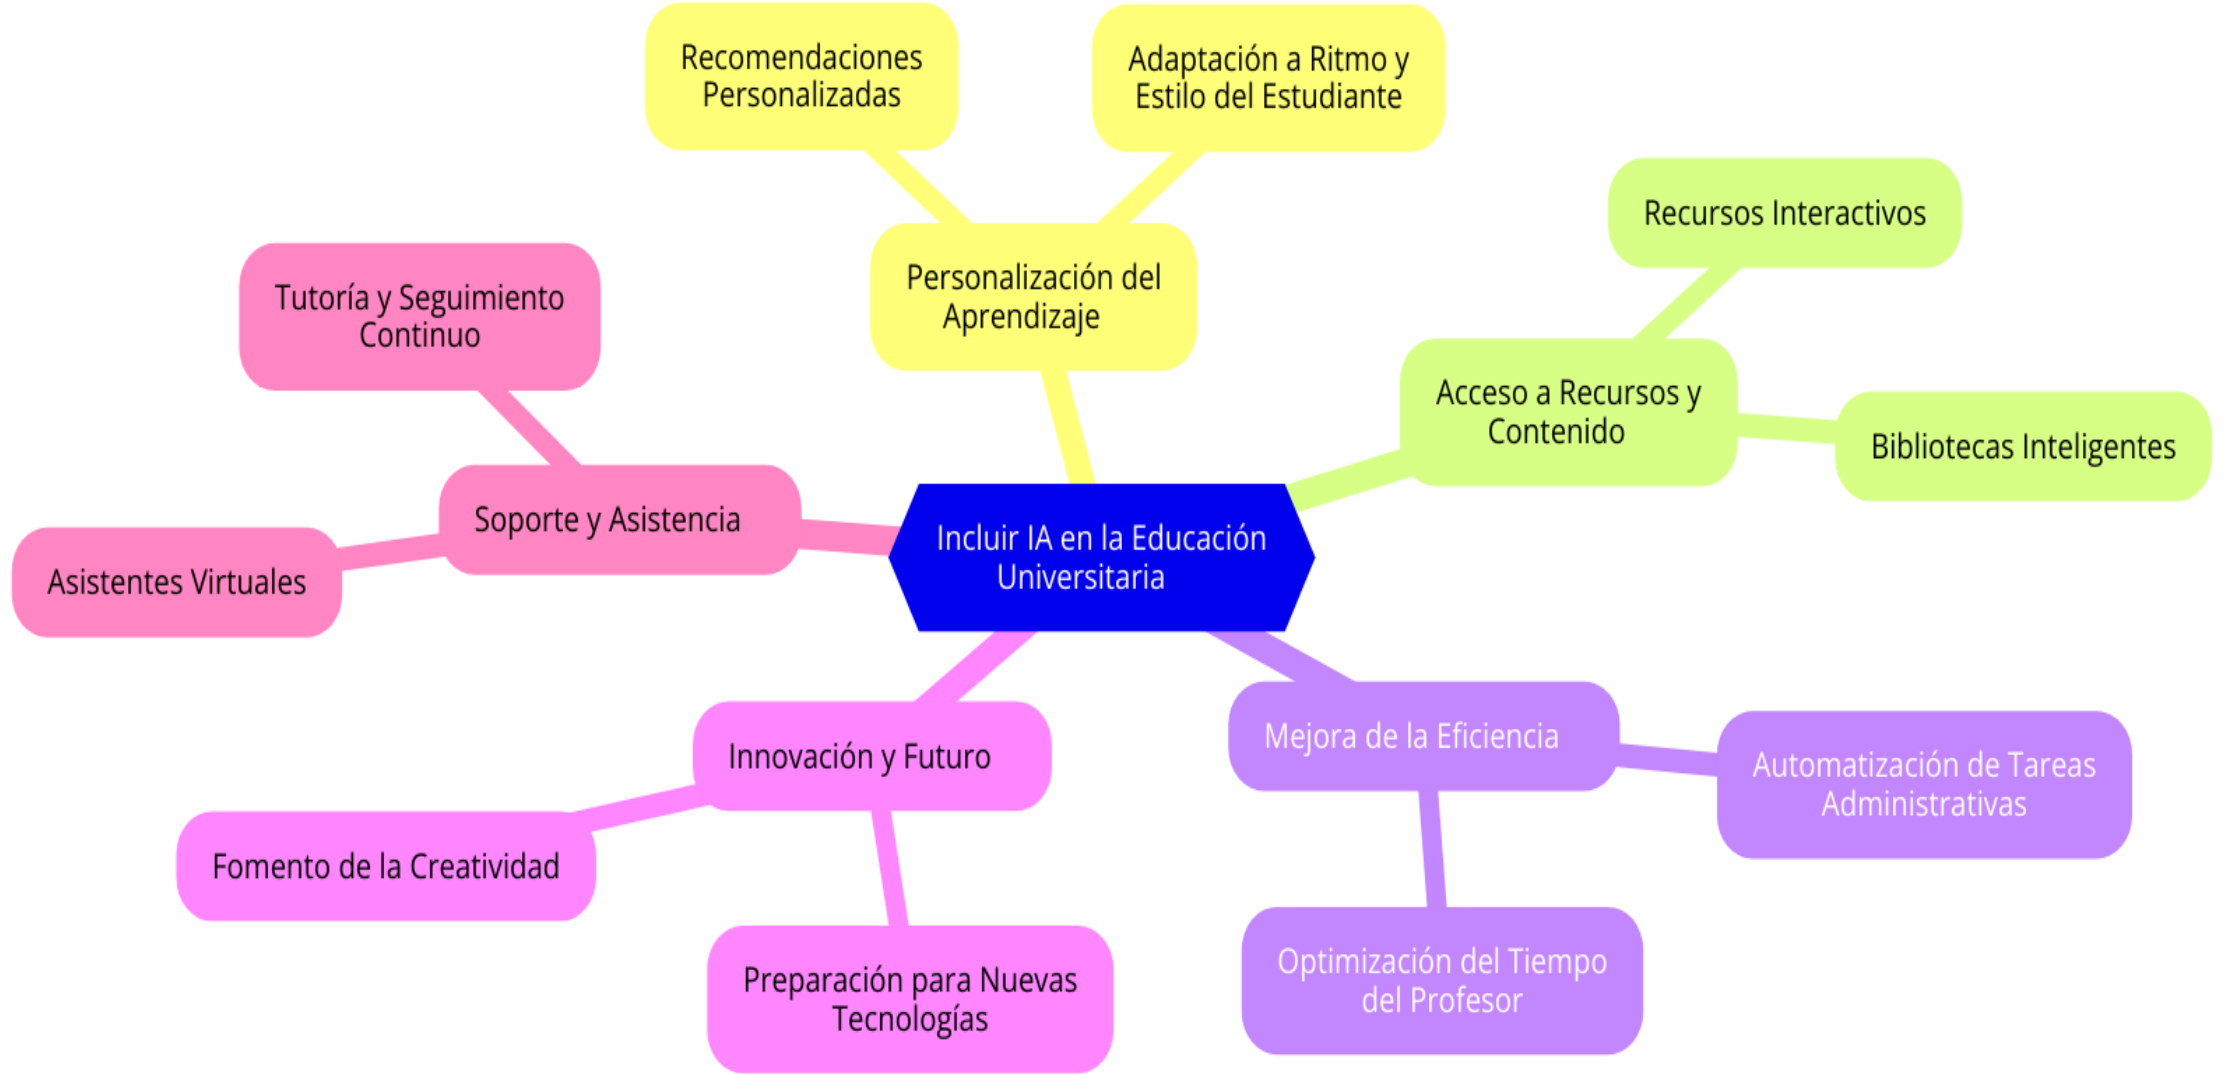 Recomendaciones
Personalizadas
Adaptación a Ritmo y
Estilo del Estudiante
Recursos Interactivos
Personalización del
Aprendizaje
Tutoría y Seguimiento
Continuo
Acceso a Recursos y
Contenido
Bibliotecas Inteligentes
Soporte y Asistencia
Incluir IA en la Educación
Universitaria
Asistentes Virtuales
Innovación y Futuro
Mejora de la Eficiencia
Automatización de Tareas
Administrativas
Fomento de la Creatividad
Preparación para Nuevas
Tecnologías
Optimización del Tiempo
del Profesor